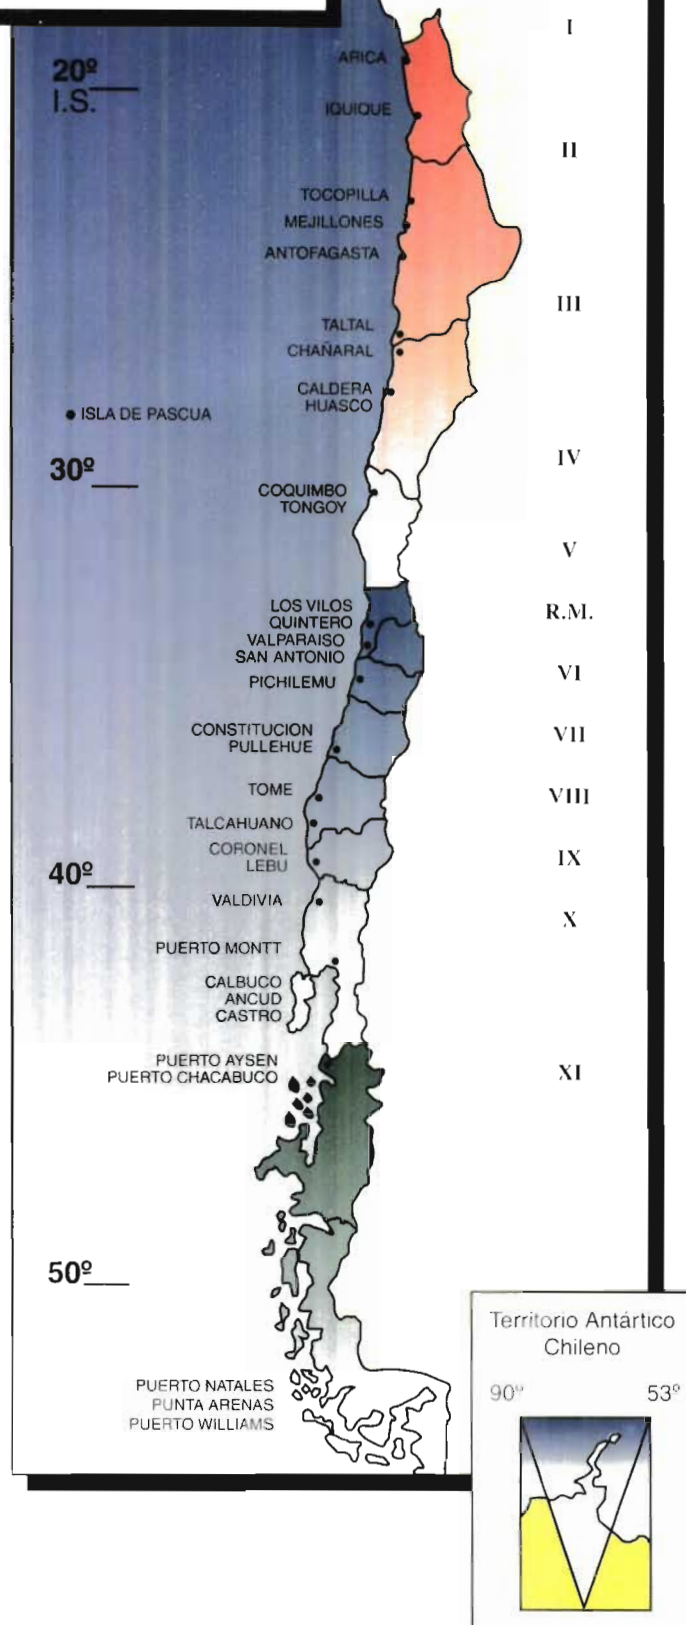 I
ARICA
20º
I.S.
IQUIQUE
II
TOCOPILLA
MEJILLONES
ANTOFAGASTA
III
TALTAL
CHAÑARAL
CALDERA
HUASCO
ISLA DE PASCUA
IV
30º
COQUIMBO
TONGOY
V
LOS VILOS
R.M.
QUINTERO
VALPARAISO
SAN ANTONIO
VI
PICHILEMU
CONSTITUCION
VII
PULLEHUE
TOME
VIII
TALCAHUANO
CORONEL
IX
LEBU
40º
VALDIVIA
X
PUERTO MONTT
CALBUCO
ANCUD
CASTRO
PUERTO AYSEN
XI
PUERTO CHACABUCO
50º
Territorio Antártico
Chileno
90º 53º
PUERTO NATALES
PUNTA ARENAS
PUERTO WILLIAMS